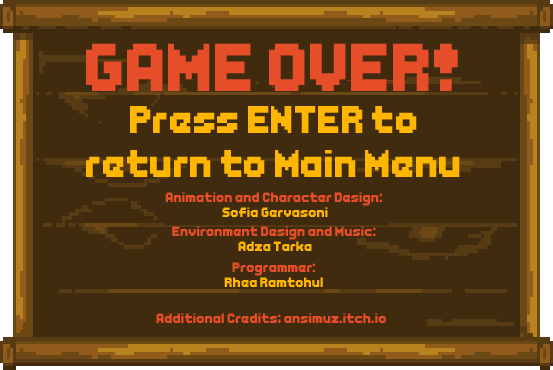 GAME OVER!
Press ENTER to
return to Main Menu
Animation and Character Design:
Sofia Gervasoni
Environment Design and Music:
Adza Tarka
Programmer:
Rhea Ramtohul
Additional Credits: ansimuz.itch.io